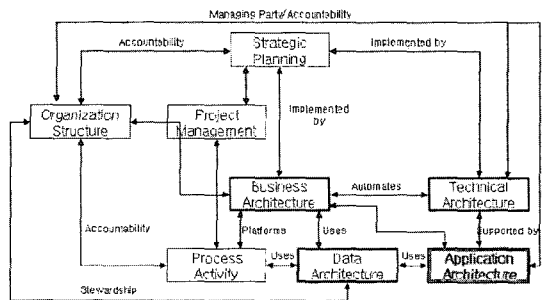 Managing Party/Accountability
Accountability
Strategic
Planning
Implemented by
Organization
Structure
Project
Management
Implemented
by
Business
Architecture
Automates
Technical
Architecture
Accountability
Platforms
Uses
Supported by
Process
Activity
Uses
Data
Architecture
Uses
Application
Architecture
Stewardship